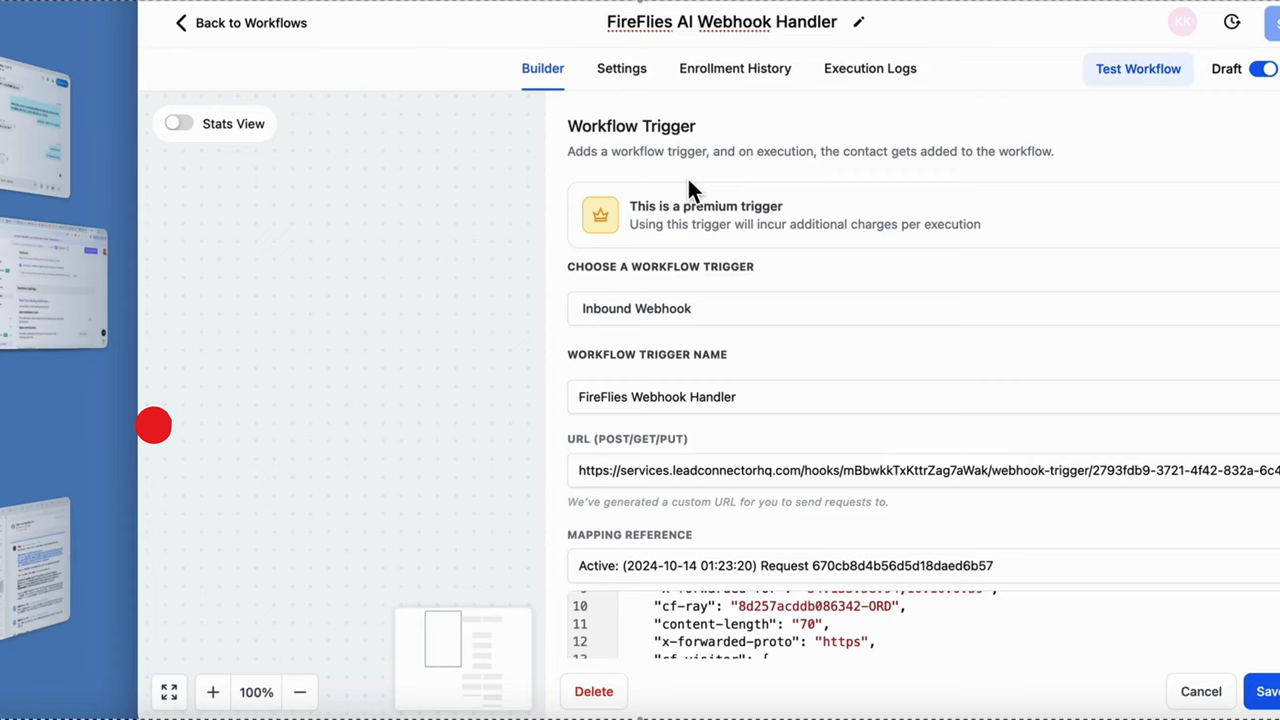 Back to Workflows
FireFlies AI Webhook Handler
KK
Builder
Settings
Enrollment History
Execution Logs
Test Workflow
Draft
Stats View
Workflow Trigger
Adds a workflow trigger, and on execution, the contact gets added to the workflow.
This is a premium trigger
Using this trigger will incur additional charges per execution
CHOOSE A WORKFLOW TRIGGER
Inbound Webhook
WORKFLOW TRIGGER NAME
FireFlies Webhook Handler
URL (POST/GET/PUT)
https://services.leadconnectorhq.com/hooks/mBbwkkTxKttrZag7aWak/webhook-trigger/2793fdb9-3721-4f42-832a-6c4
We've generated a custom URL for you to send requests to.
MAPPING REFERENCE
Active: (2024-10-14 01:23:20) Request 670cb8d4b56d5d18daed6b57
10 "cf-ray": "8d257acddb086342-ORD",
11 "content-length": "70",
12 "x-forwarded-proto": "https",
100%
Delete
Cancel
Save